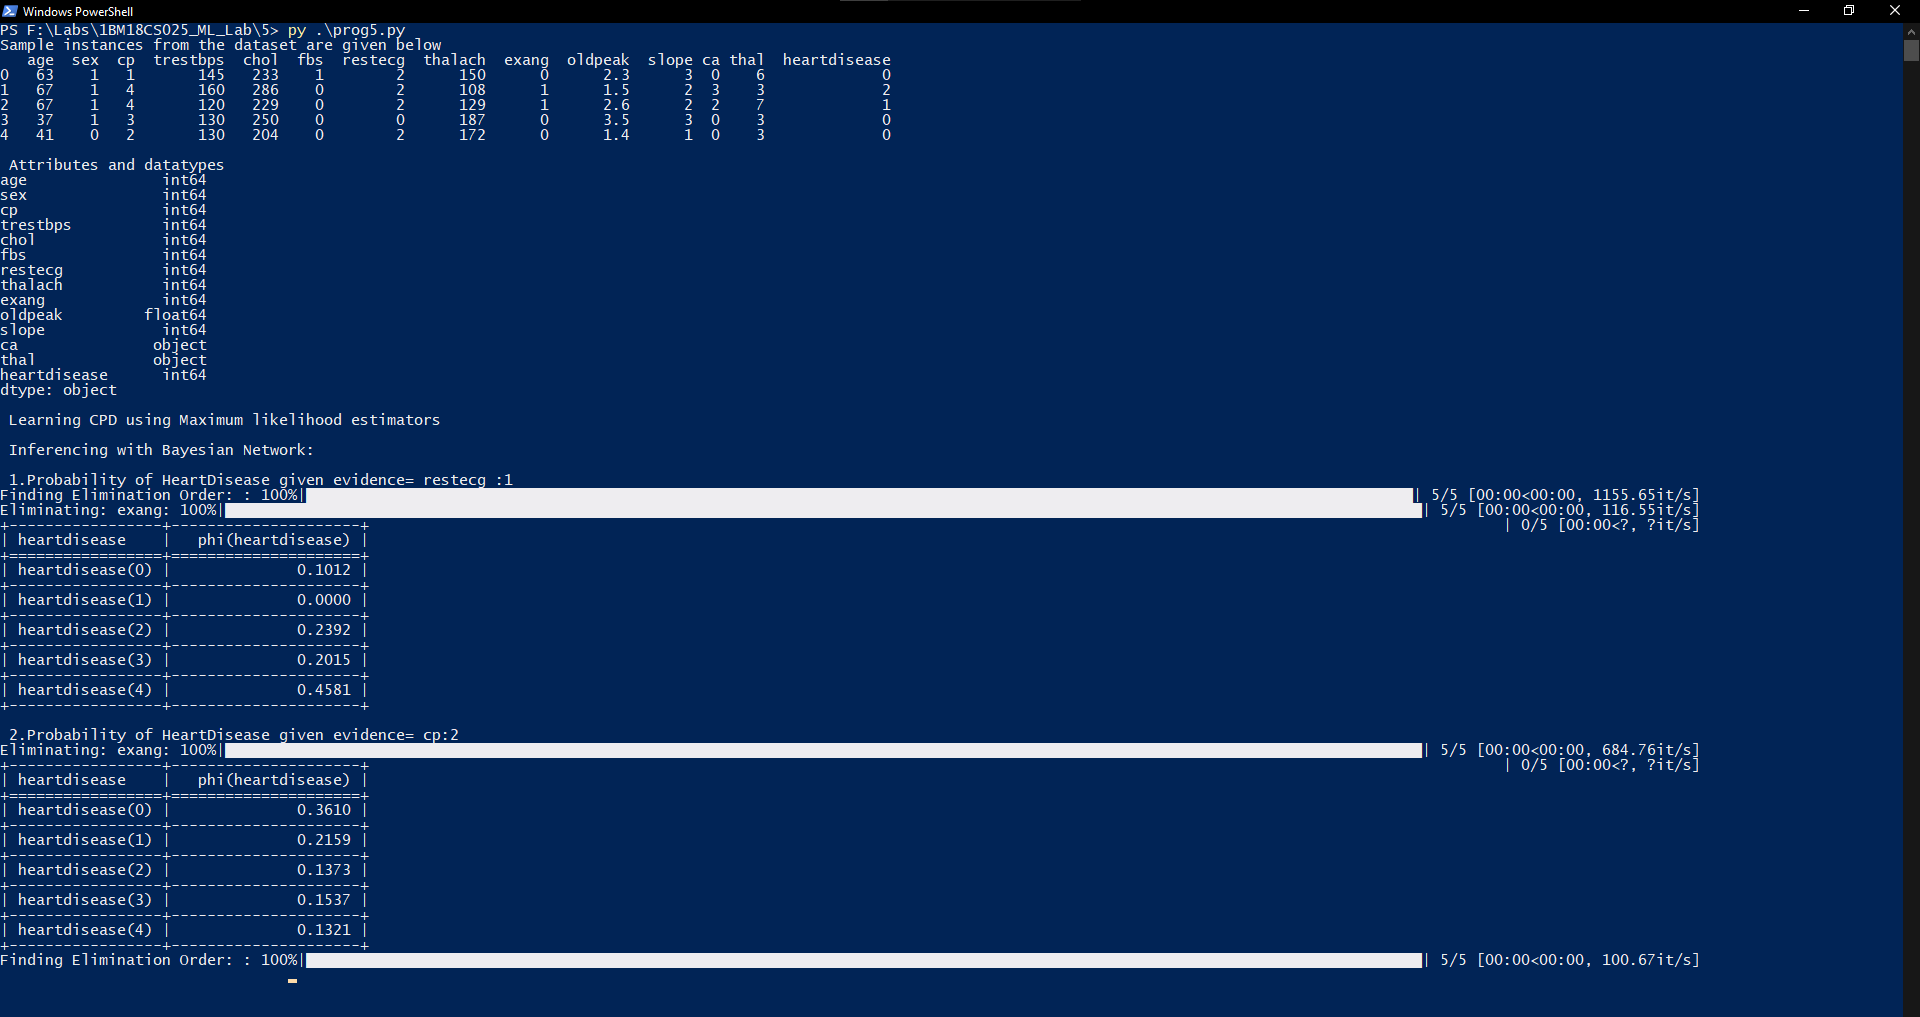 Windows PowerShell
PS F:\Labs\1BM18CS025_ML_Lab\5> py .\prog5.py
Sample instances from the dataset are given below
   age  sex  cp  trestbps  chol  fbs  restecg  thalach  exang  oldpeak  slope ca thal  heartdisease
0   63    1   1       145   233    1        2      150      0      2.3      3  0    6             0
1   67    1   4       160   286    0        2      108      1      1.5      2  3    3             2
2   67    1   4       120   229    0        2      129      1      2.6      2  2    7             1
3   37    1   3       130   250    0        0      187      0      3.5      3  0    3             0
4   41    0   2       130   204    0        2      172      0      1.4      1  0    3             0
 Attributes and datatypes
age               int64
sex               int64
cp                int64
trestbps          int64
chol              int64
fbs               int64
restecg           int64
thalach           int64
exang             int64
oldpeak         float64
slope             int64
ca               object
thal             object
heartdisease      int64
dtype: object
 Learning CPD using Maximum likelihood estimators
 Inferencing with Bayesian Network:
 1.Probability of HeartDisease given evidence= restecg :1
Finding Elimination Order: : 100%| | 5/5 [00:00<00:00, 1155.65it/s]
Eliminating: exang: 100%| | 5/5 [00:00<00:00, 116.55it/s]
+-----------------+---------------------+ | 0/5 [00:00<?, ?it/s]
| heartdisease    |   phi(heartdisease) |
+=================+=====================+
| heartdisease(0) |              0.1012 |
+-----------------+---------------------+
| heartdisease(1) |              0.0000 |
+-----------------+---------------------+
| heartdisease(2) |              0.2392 |
+-----------------+---------------------+
| heartdisease(3) |              0.2015 |
+-----------------+---------------------+
| heartdisease(4) |              0.4581 |
+-----------------+---------------------+
 2.Probability of HeartDisease given evidence= cp:2
Eliminating: exang: 100%| | 5/5 [00:00<00:00, 684.76it/s]
+-----------------+---------------------+ | 0/5 [00:00<?, ?it/s]
| heartdisease    |   phi(heartdisease) |
+=================+=====================+
| heartdisease(0) |              0.3610 |
+-----------------+---------------------+
| heartdisease(1) |              0.2159 |
+-----------------+---------------------+
| heartdisease(2) |              0.1373 |
+-----------------+---------------------+
| heartdisease(3) |              0.1537 |
+-----------------+---------------------+
| heartdisease(4) |              0.1321 |
+-----------------+---------------------+
Finding Elimination Order: : 100%| | 5/5 [00:00<00:00, 100.67it/s]